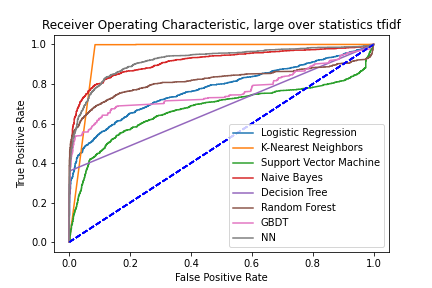 Receiver Operating Characteristic, large over statistics tfidf
True Positive Rate
1.0
0.8
0.6
0.4
0.2
0.0
Logistic Regression
K-Nearest Neighbors
Support Vector Machine
Naive Bayes
Decision Tree
Random Forest
GBDT
NN
0.0 0.2 0.4 0.6 0.8 1.0
False Positive Rate